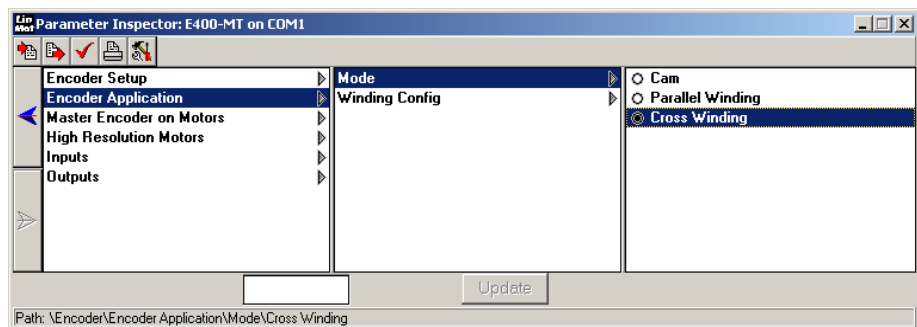 Lin
Mot
Parameter Inspector: E400-MT on COM1
Encoder Setup
Encoder Application
Master Encoder on Motors
High Resolution Motors
Inputs
Outputs
Mode
Winding Config
Cam
Parallel Winding
Cross Winding
Update
Path: \Encoder\Encoder Application\Mode\Cross Winding